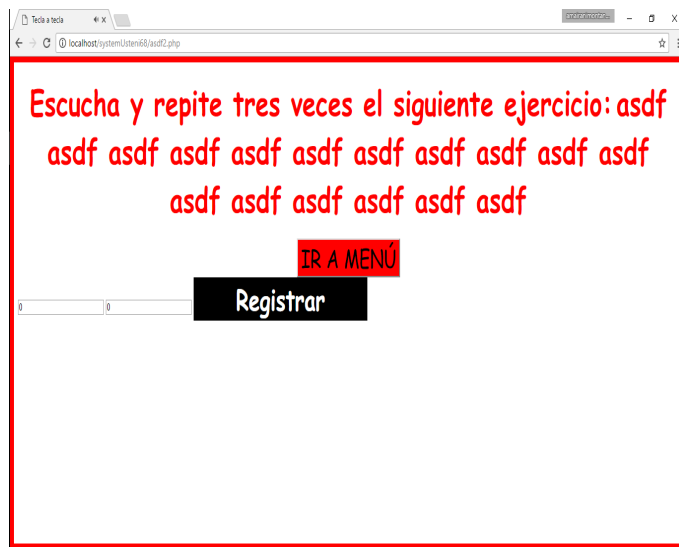 Tecla a tecla
localhost/systemUsteni68/asdf2.php
Escucha y repite tres veces el siguiente ejercicio: asdf
asdf asdf asdf asdf asdf asdf asdf asdf asdf asdf
asdf asdf asdf asdf asdf asdf
IR A MENÚ
0 0 Registrar